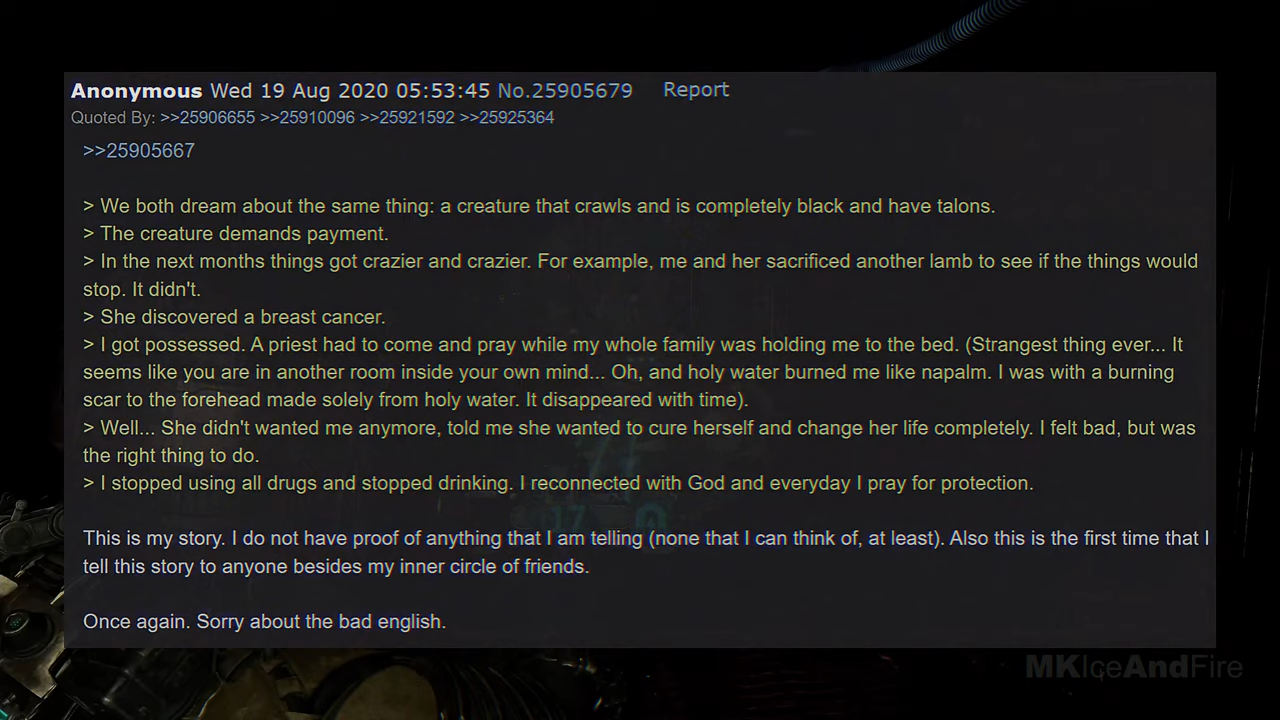 Anonymous Wed 19 Aug 2020 05:53:45 No.25905679 Report
Quoted By: >>25906655 >>25910096 >>25921592 >>25925364
>>25905667
> We both dream about the same thing: a creature that crawls and is completely black and have talons.
> The creature demands payment.
> In the next months things got crazier and crazier. For example, me and her sacrificed another lamb to see if the things would
stop. It didn't.
> She discovered a breast cancer.
> I got possessed. A priest had to come and pray while my whole family was holding me to the bed. (Strangest thing ever... It
seems like you are in another room inside your own mind... Oh, and holy water burned me like napalm. I was with a burning
scar to the forehead made solely from holy water. It disappeared with time).
> Well... She didn't wanted me anymore, told me she wanted to cure herself and change her life completely. I felt bad, but was
the right thing to do.
> I stopped using all drugs and stopped drinking. I reconnected with God and everyday I pray for protection.
17
This is my story. I do not have proof of anything that I am telling (none that I can think of, at least). Also this is the first time that I
tell this story to anyone besides my inner circle of friends.
Once again. Sorry about the bad english.
MKIceAndFire